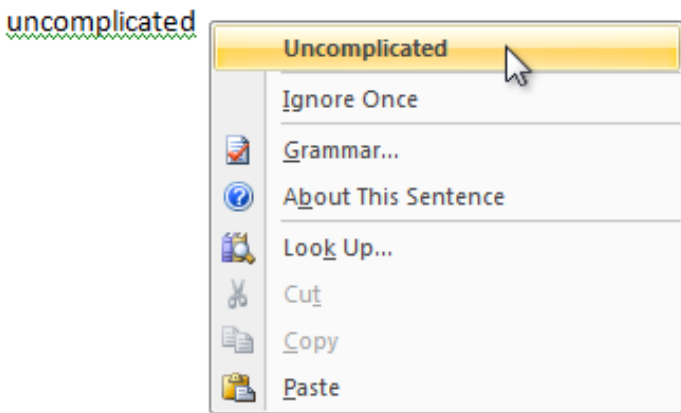 uncomplicated
Uncomplicated
Ignore Once
Grammar...
About This Sentence
Look Up...
Cut
Copy
Paste